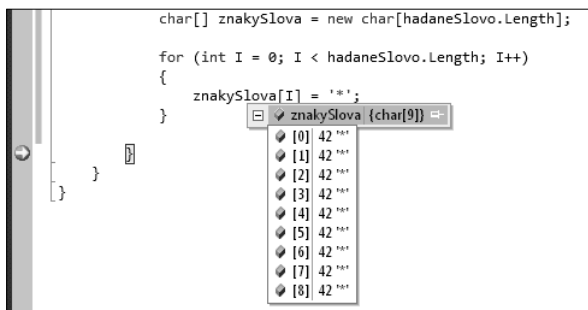 char[] znakySlova = new char[hadaneSlovo.Length];
for (int I = 0; I < hadaneSlovo.Length; I++)
{
znakySlova[I] = '*';
}
znakySlova {char[9]}
[0] 42 '*'
[1] 42 '*'
[2] 42 '*'
[3] 42 '*'
[4] 42 '*'
[5] 42 '*'
[6] 42 '*'
[7] 42 '*'
[8] 42 '*'
}
}
}